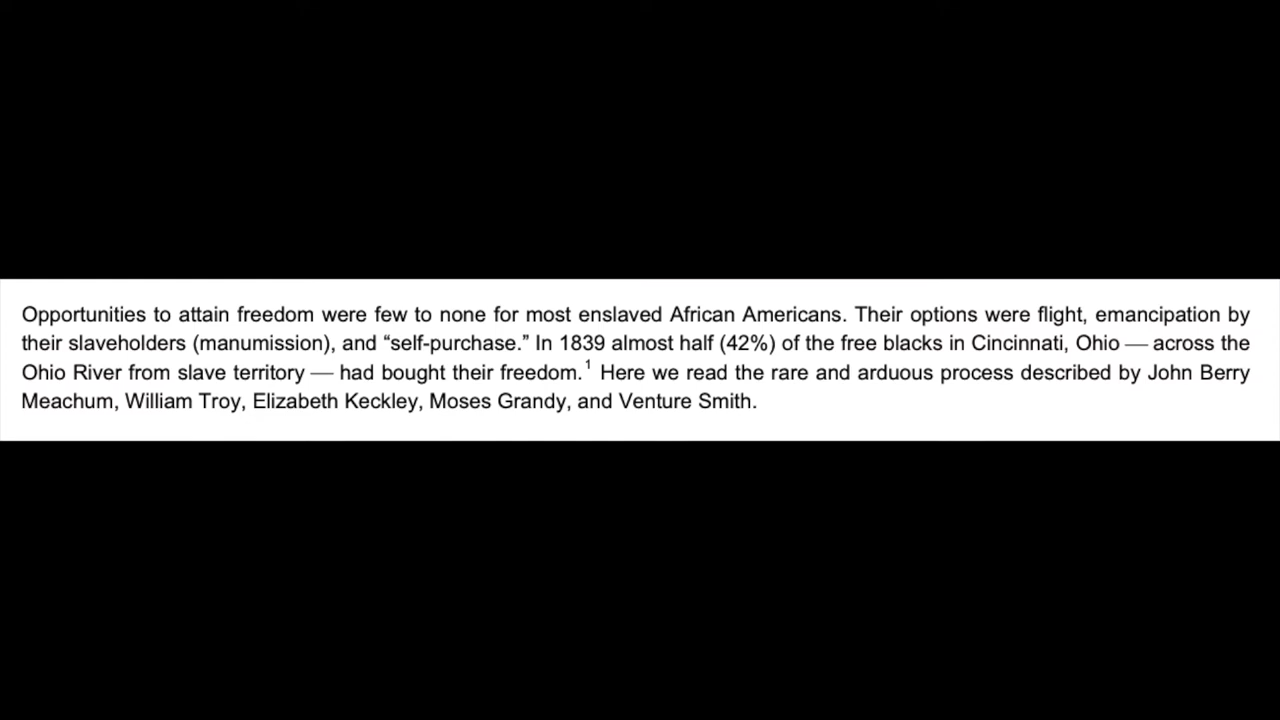 Opportunities to attain freedom were few to none for most enslaved African Americans. Their options were flight, emancipation by
their slaveholders (manumission), and “self-purchase.” In 1839 almost half (42%) of the free blacks in Cincinnati, Ohio — across the
Ohio River from slave territory — had bought their freedom.¹ Here we read the rare and arduous process described by John Berry
Meachum, William Troy, Elizabeth Keckley, Moses Grandy, and Venture Smith.